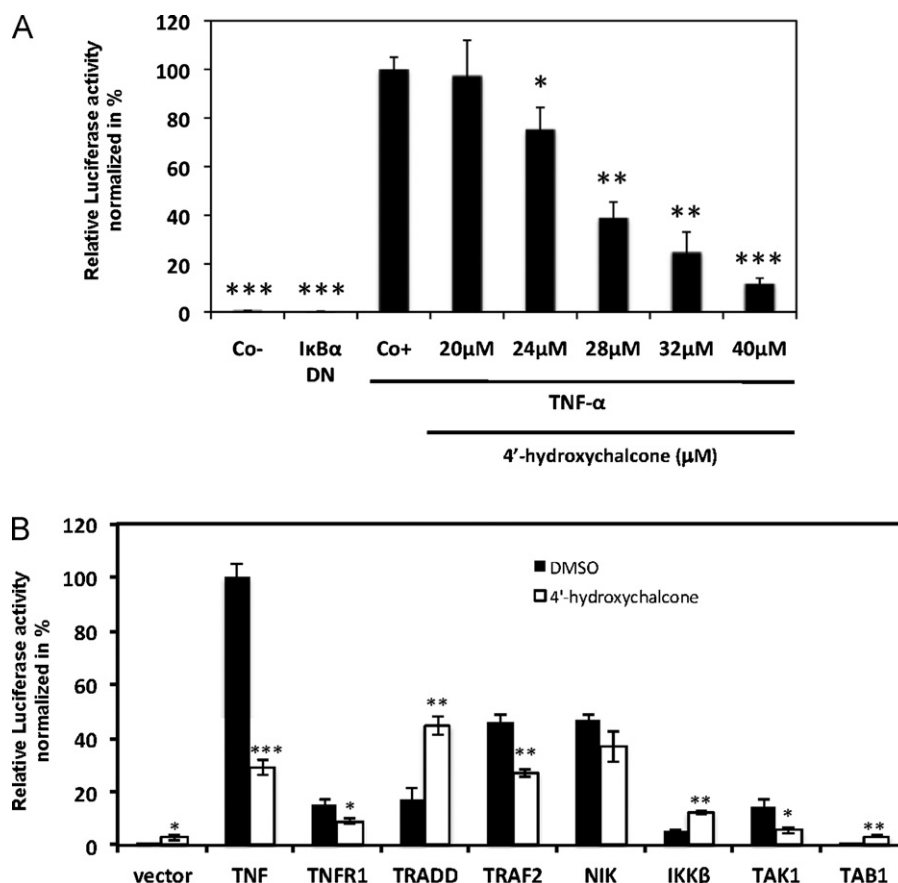 A
Relative Luciferase activity
normalized in %
120
100
80
60
40
20
0
***
***
*
**
**
***
Co-
IκBα
DN
Co+
20μM
24μM
28μM
32μM
40μM
TNF-α
4’-hydroxychalcone (μM)
B
Relative Luciferase activity
normalized in %
120
100
80
60
40
20
0
DMSO
4'-hydroxychalcone
*
***
*
**
**
**
*
**
vector
TNF
TNFR1
TRADD
TRAF2
NIK
IKKβ
TAK1
TAB1